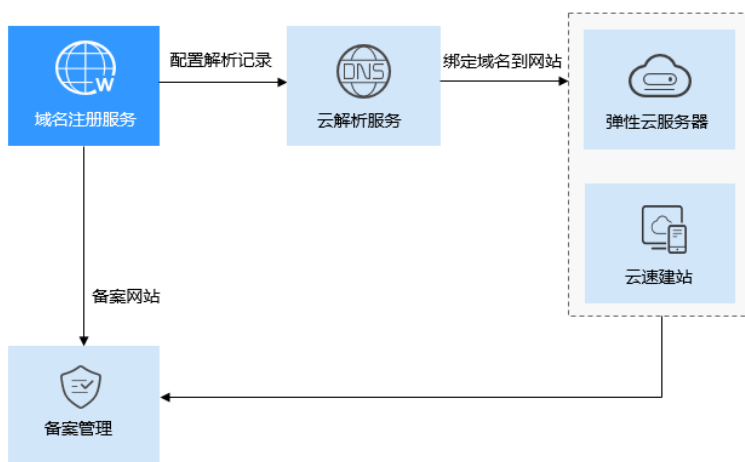 W
域名注册服务
配置解析记录
DNS
云解析服务
绑定域名到网站
弹性云服务器
云速建站
备案网站
备案管理